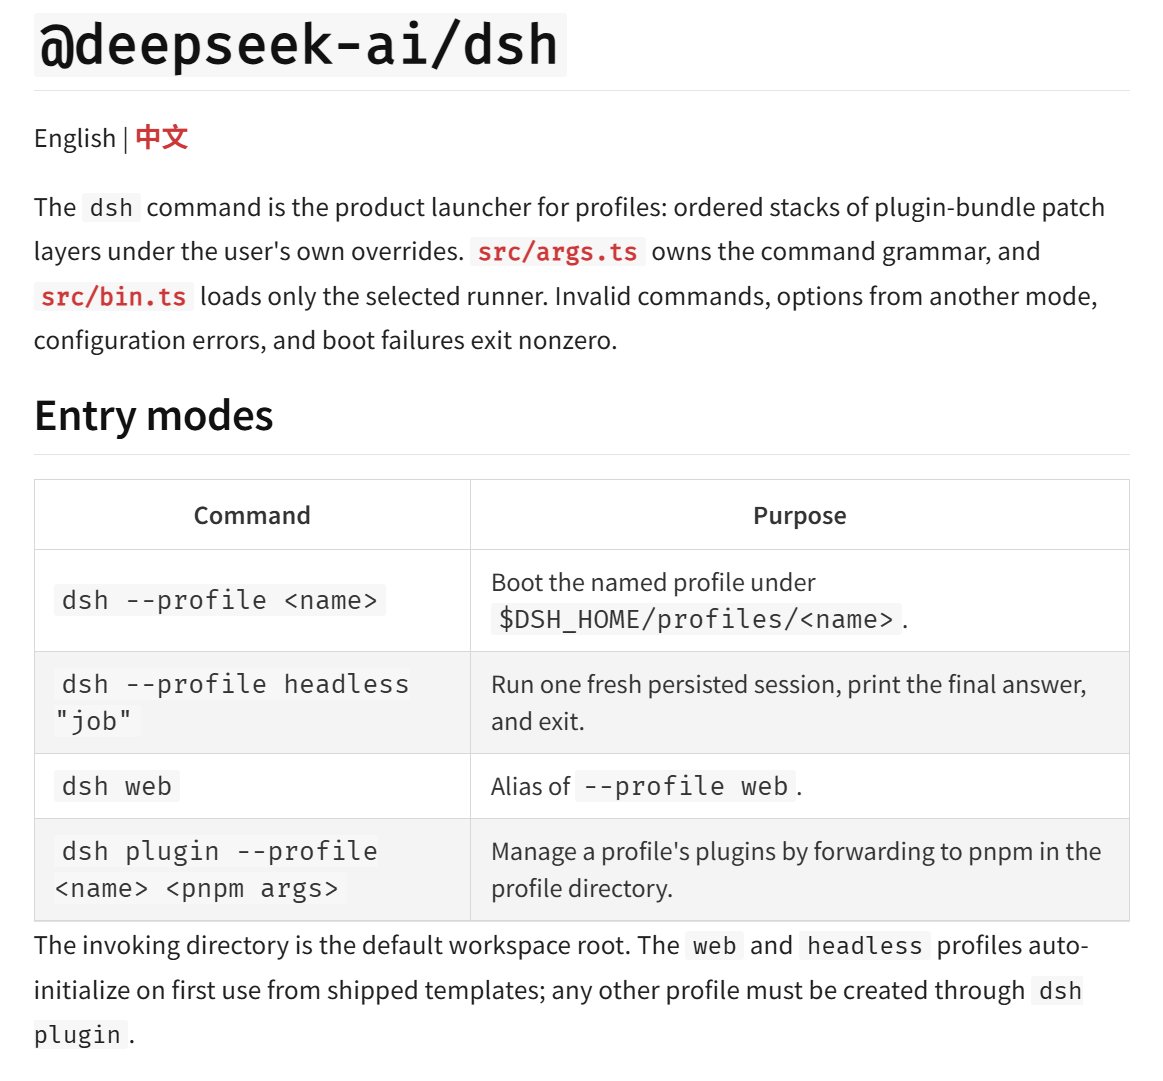 @deepseek-ai/dsh
English | 中文
The dsh command is the product launcher for profiles: ordered stacks of plugin-bundle patch
layers under the user's own overrides. src/args.ts owns the command grammar, and
src/bin.ts loads only the selected runner. Invalid commands, options from another mode,
configuration errors, and boot failures exit nonzero.
Entry modes
Command Purpose
dsh --profile <name>
Boot the named profile under
$DSH_HOME/profiles/<name>.
dsh --profile headless
"job"
Run one fresh persisted session, print the final answer,
and exit.
dsh web
Alias of --profile web.
dsh plugin --profile
<name> <pnpm args>
Manage a profile's plugins by forwarding to pnpm in the
profile directory.
The invoking directory is the default workspace root. The web and headless profiles auto-
initialize on first use from shipped templates; any other profile must be created through dsh
plugin.